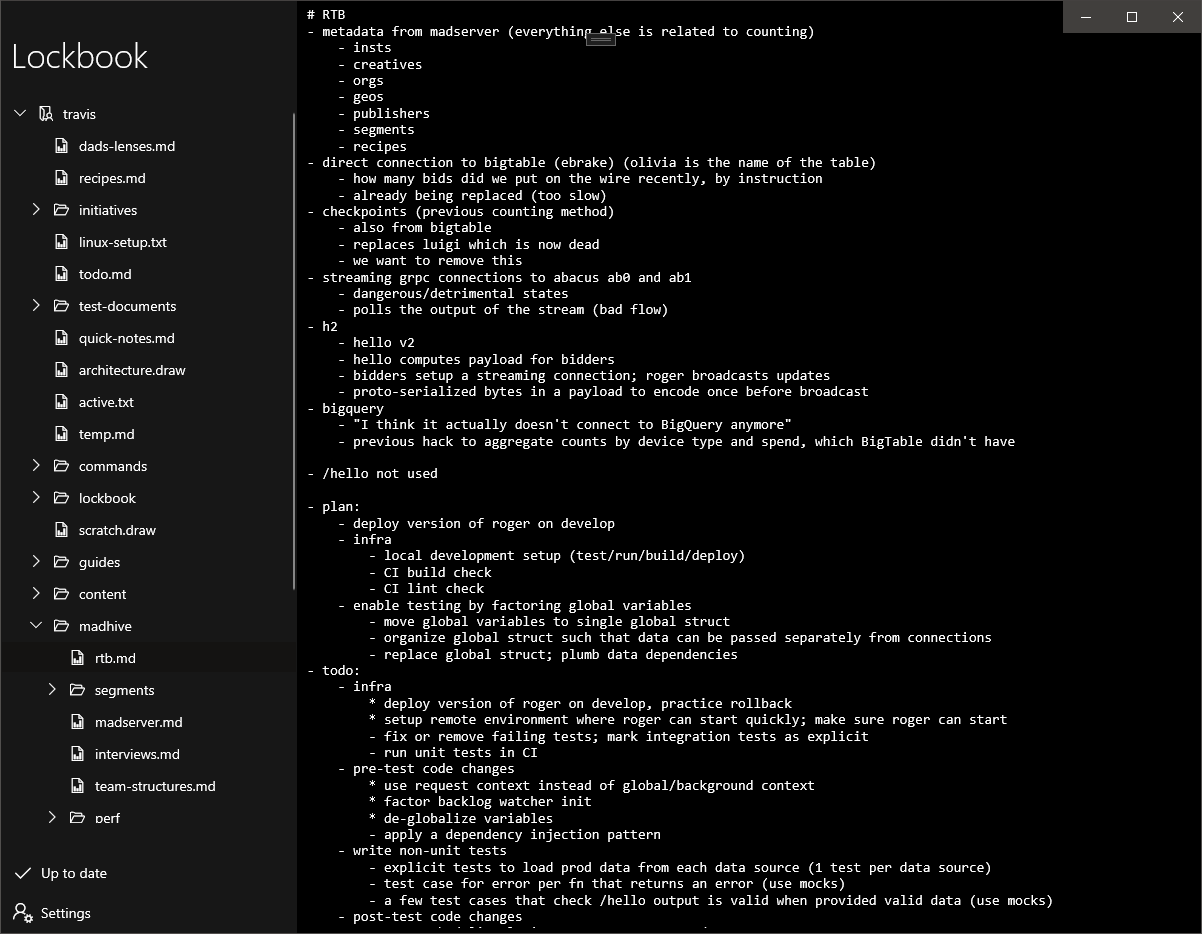 Lockbook
travis
dads-lenses.md
recipes.md
initiatives
linux-setup.txt
todo.md
test-documents
quick-notes.md
architecture.draw
active.txt
temp.md
commands
lockbook
scratch.draw
guides
content
madhive
rtb.md
segments
madserver.md
interviews.md
team-structures.md
perf
Up to date
Settings
# RTB
- metadata from madserver (everything else is related to counting)
    - insts
    - creatives
    - orgs
    - geos
    - publishers
    - segments
    - recipes
- direct connection to bigtable (ebrake) (olivia is the name of the table)
    - how many bids did we put on the wire recently, by instruction
    - already being replaced (too slow)
- checkpoints (previous counting method)
    - also from bigtable
    - replaces luigi which is now dead
    - we want to remove this
- streaming grpc connections to abacus ab0 and ab1
    - dangerous/detrimental states
    - polls the output of the stream (bad flow)
- h2
    - hello v2
    - hello computes payload for bidders
    - bidders setup a streaming connection; roger broadcasts updates
    - proto-serialized bytes in a payload to encode once before broadcast
- bigquery
    - "I think it actually doesn't connect to BigQuery anymore"
    - previous hack to aggregate counts by device type and spend, which BigTable didn't have
- /hello not used
- plan:
    - deploy version of roger on develop
    - infra
        - local development setup (test/run/build/deploy)
        - CI build check
        - CI lint check
    - enable testing by factoring global variables
        - move global variables to single global struct
        - organize global struct such that data can be passed separately from connections
        - replace global struct; plumb data dependencies
- todo:
    - infra
        * deploy version of roger on develop, practice rollback
        * setup remote environment where roger can start quickly; make sure roger can start
        - fix or remove failing tests; mark integration tests as explicit
        - run unit tests in CI
    - pre-test code changes
        * use request context instead of global/background context
        * factor backlog watcher init
        * de-globalize variables
        - apply a dependency injection pattern
    - write non-unit tests
        - explicit tests to load prod data from each data source (1 test per data source)
        - test case for error per fn that returns an error (use mocks)
        - a few test cases that check /hello output is valid when provided valid data (use mocks)
    - post-test code changes